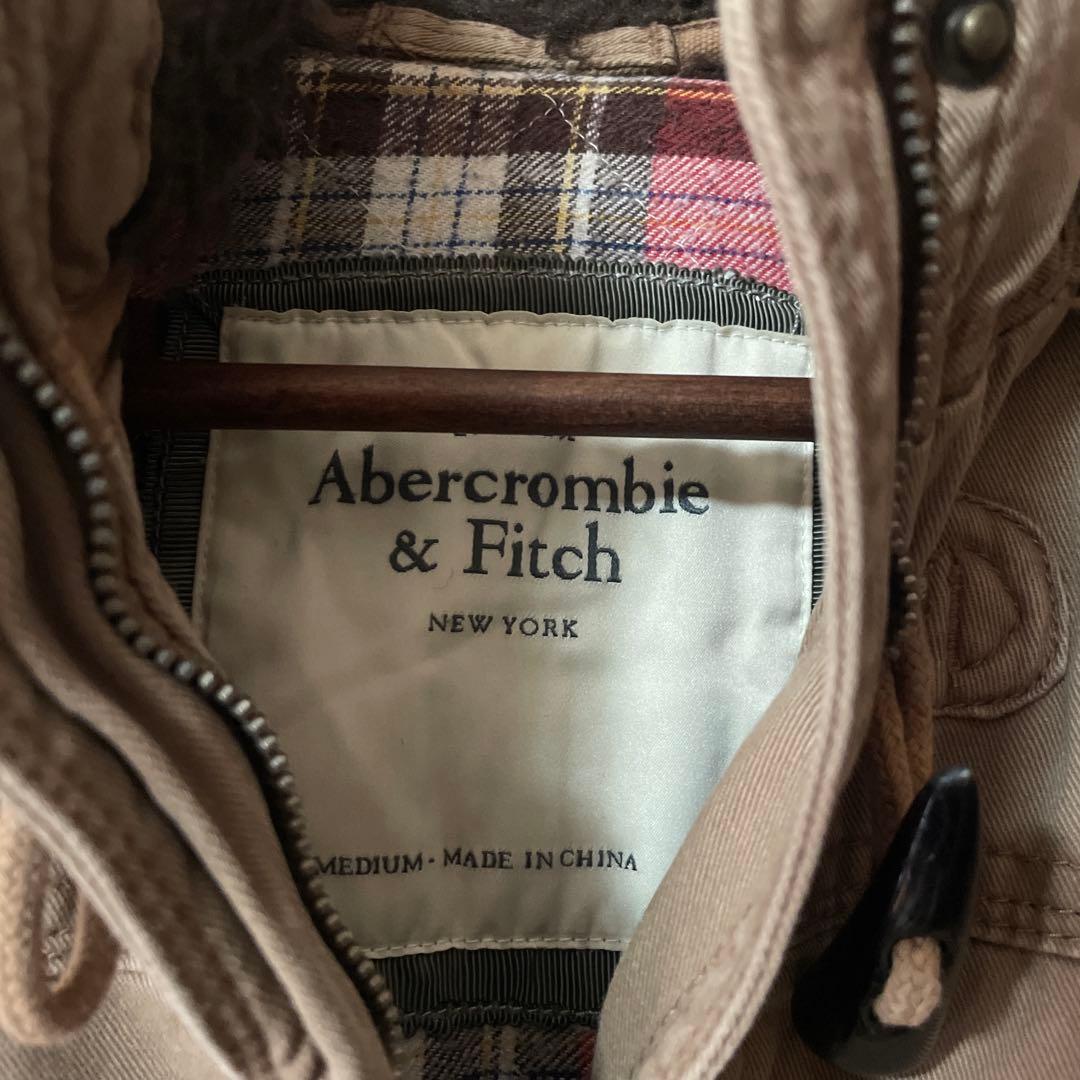 Abercrombie
& Fitch
NEW YORK
MEDIUM · MADE IN CHINA